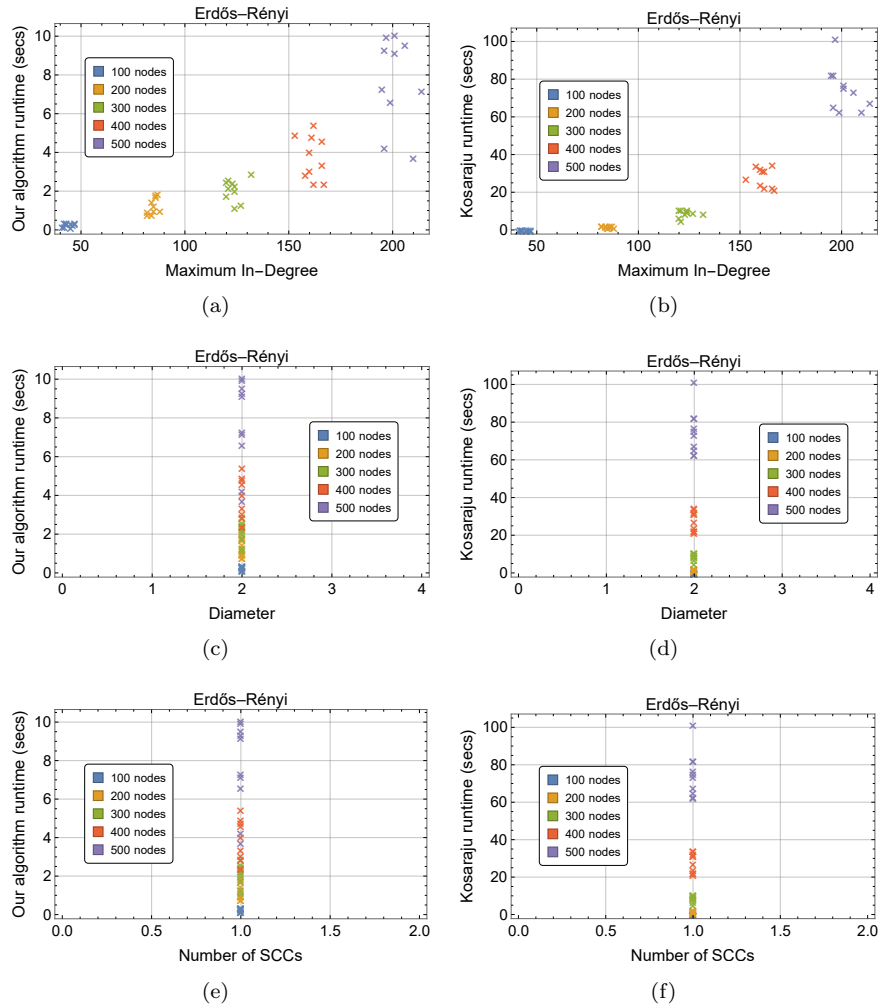 Erdős–Rényi
Our algorithm runtime (secs)
10
8
6
4
2
0
100 nodes
200 nodes
300 nodes
400 nodes
500 nodes
50 100 150 200
Maximum In-Degree
(a)
Erdős–Rényi
Kosaraju runtime (secs)
100
80
60
40
20
0
100 nodes
200 nodes
300 nodes
400 nodes
500 nodes
50 100 150 200
Maximum In-Degree
(b)
Erdős–Rényi
Our algorithm runtime (secs)
10
8
6
4
2
0
100 nodes
200 nodes
300 nodes
400 nodes
500 nodes
0 1 2 3 4
Diameter
(c)
Erdős–Rényi
Kosaraju runtime (secs)
100
80
60
40
20
0
100 nodes
200 nodes
300 nodes
400 nodes
500 nodes
0 1 2 3 4
Diameter
(d)
Erdős–Rényi
Our algorithm runtime (secs)
10
8
6
4
2
0
100 nodes
200 nodes
300 nodes
400 nodes
500 nodes
0.0 0.5 1.0 1.5 2.0
Number of SCCs
(e)
Erdős–Rényi
Kosaraju runtime (secs)
100
80
60
40
20
0
100 nodes
200 nodes
300 nodes
400 nodes
500 nodes
0.0 0.5 1.0 1.5 2.0
Number of SCCs
(f)